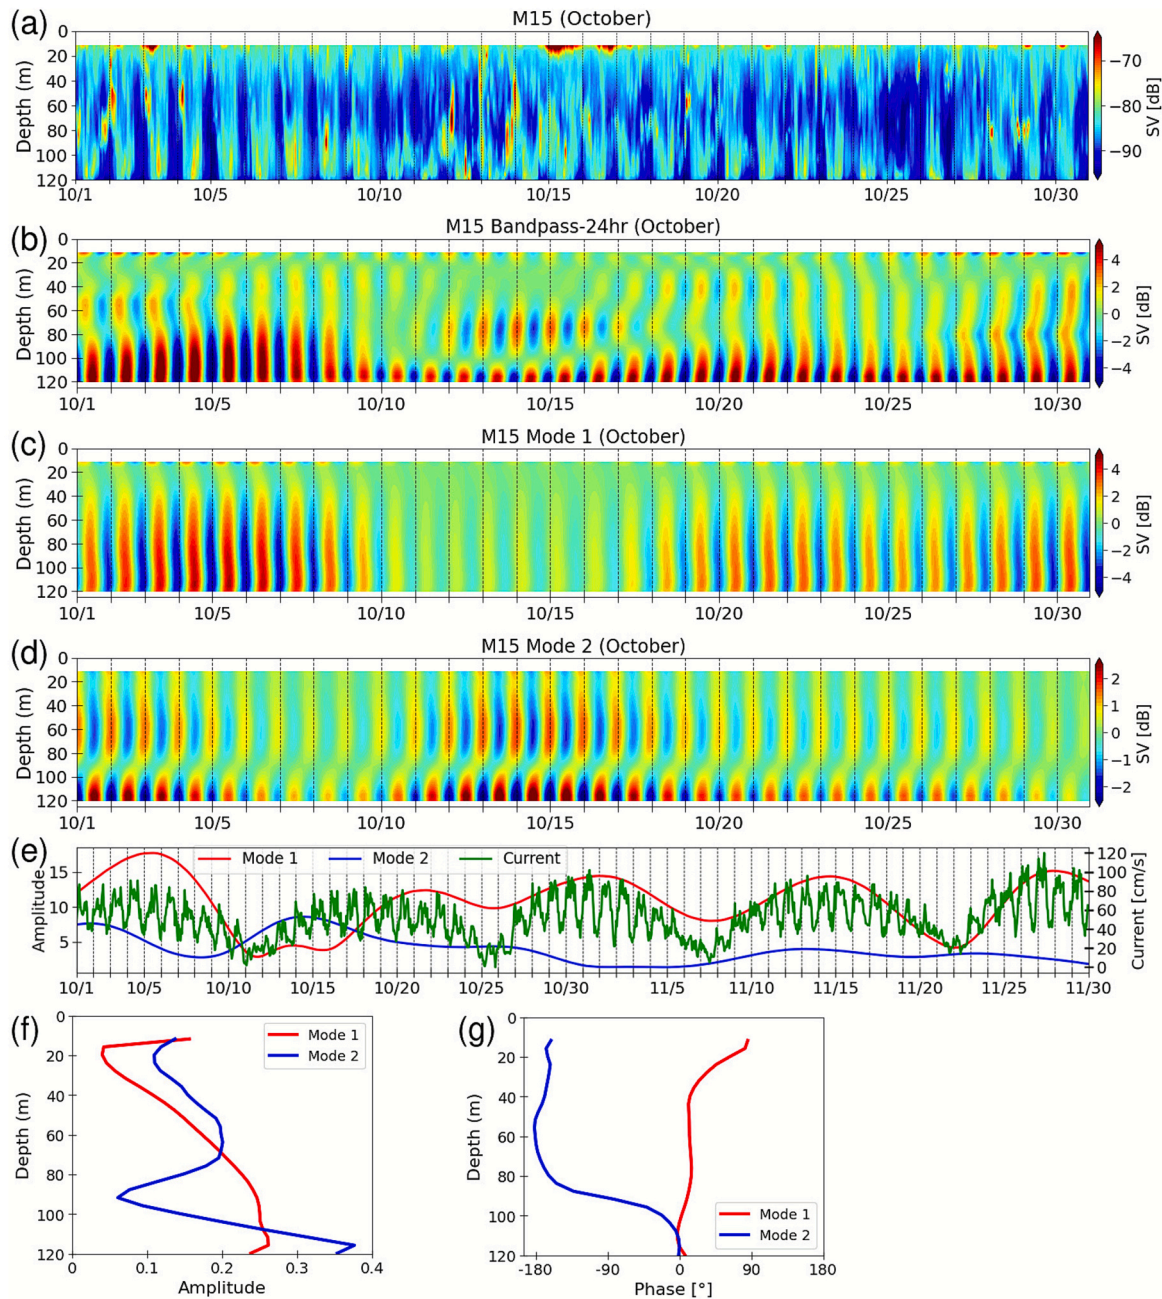 (a)
M15 (October)
0
20
40
60
80
100
120
Depth (m)
10/1 10/5 10/10 10/15 10/20 10/25 10/30
−70
−80
−90
SV [dB]
(b)
M15 Bandpass-24hr (October)
0
20
40
60
80
100
120
Depth (m)
10/1 10/5 10/10 10/15 10/20 10/25 10/30
4
2
0
−2
−4
SV [dB]
(c)
M15 Mode 1 (October)
0
20
40
60
80
100
120
Depth (m)
10/1 10/5 10/10 10/15 10/20 10/25 10/30
4
2
0
−2
−4
SV [dB]
(d)
M15 Mode 2 (October)
0
20
40
60
80
100
120
Depth (m)
10/1 10/5 10/10 10/15 10/20 10/25 10/30
2
1
0
−1
−2
SV [dB]
(e)
Mode 1 Mode 2 Current
15
10
5
Amplitude
120
100
80
60
40
20
0
Current [cm/s]
10/1 10/5 10/10 10/15 10/20 10/25 10/30 11/5 11/10 11/15 11/20 11/25 11/30
(f)
Mode 1
Mode 2
0
20
40
60
80
100
120
Depth (m)
0 0.1 0.2 0.3 0.4
Amplitude
(g)
0
20
40
60
80
100
120
Depth (m)
Mode 1
Mode 2
-180 -90 0 90 180
Phase [°]